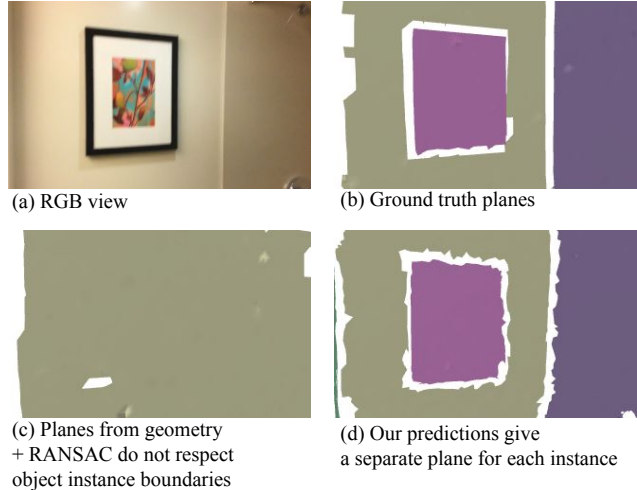 (a) RGB view
(b) Ground truth planes
(c) Planes from geometry
+ RANSAC do not respect
object instance boundaries
(d) Our predictions give
a separate plane for each instance